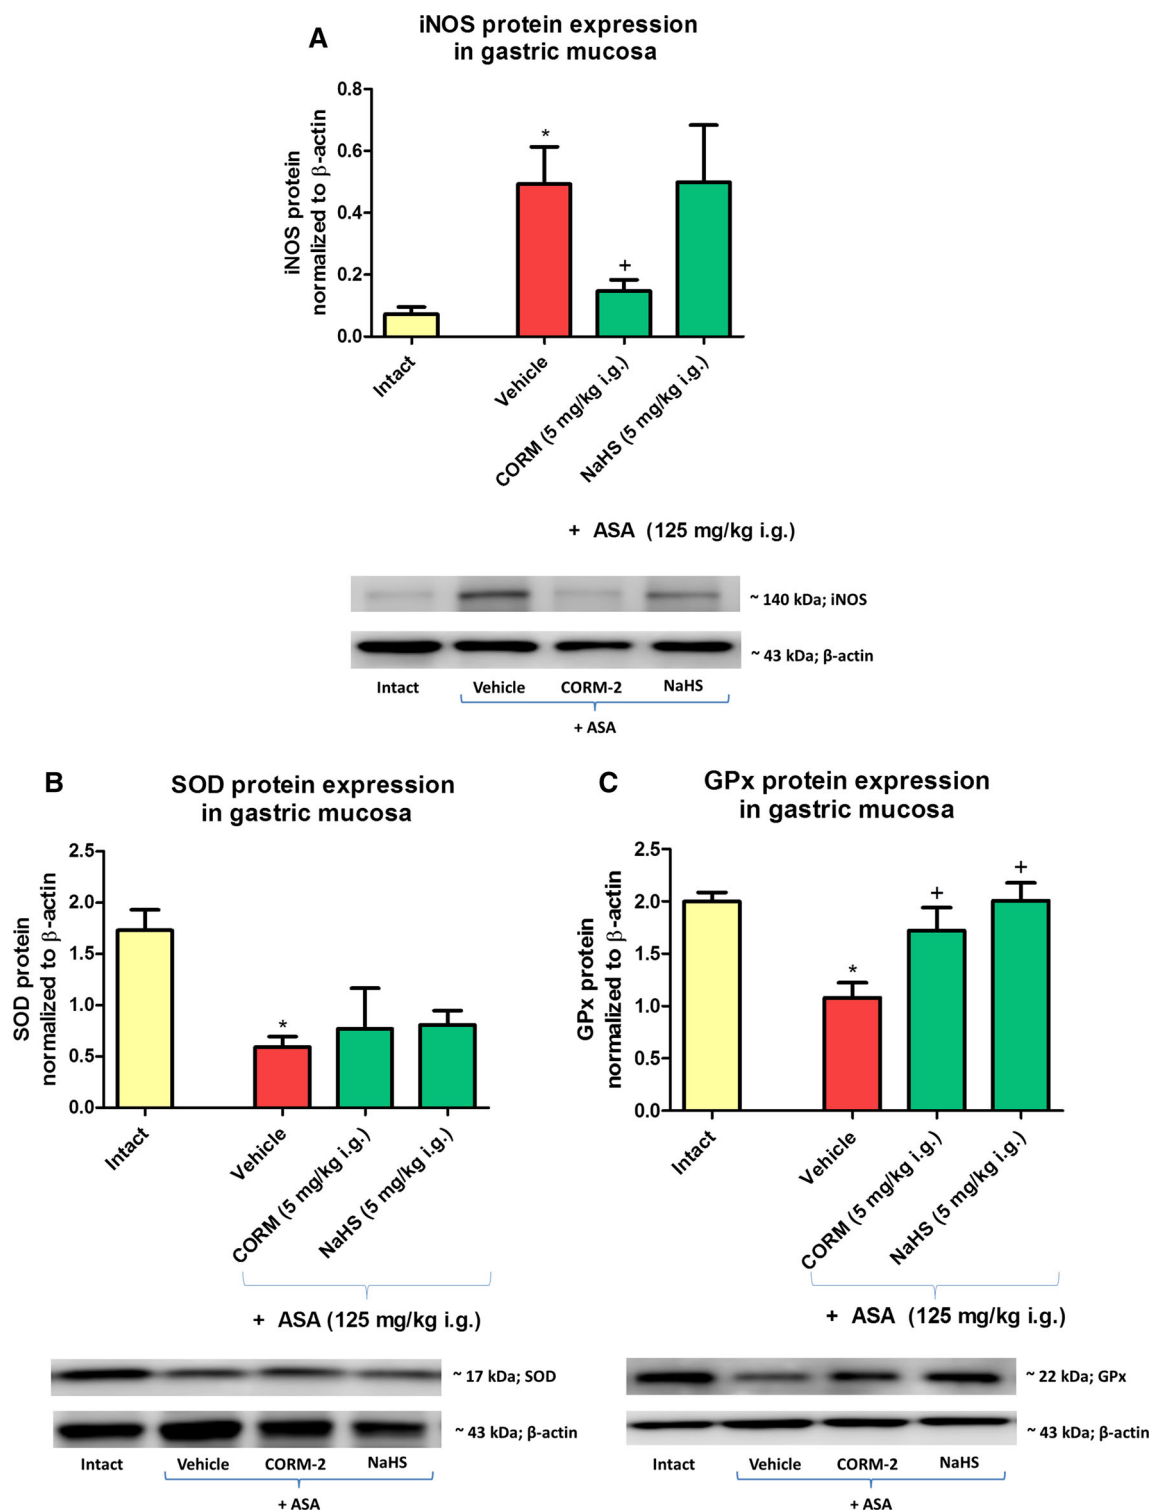 A
iNOS protein expression
in gastric mucosa
iNOS protein
normalized to β-actin
0.8
0.6
0.4
0.2
0.0
*
+
Intact
Vehicle
CORM (5 mg/kg i.g.)
NaHS (5 mg/kg i.g.)
+ ASA (125 mg/kg i.g.)
~ 140 kDa; iNOS
~ 43 kDa; β-actin
Intact Vehicle CORM-2 NaHS
+ ASA
B
SOD protein expression
in gastric mucosa
SOD protein
normalized to β-actin
2.5
2.0
1.5
1.0
0.5
0.0
*
Intact
Vehicle
CORM (5 mg/kg i.g.)
NaHS (5 mg/kg i.g.)
+ ASA (125 mg/kg i.g.)
~ 17 kDa; SOD
~ 43 kDa; β-actin
Intact Vehicle CORM-2 NaHS
+ ASA
C
GPx protein expression
in gastric mucosa
GPx protein
normalized to β-actin
2.5
2.0
1.5
1.0
0.5
0.0
*
+
+
Intact
Vehicle
CORM (5 mg/kg i.g.)
NaHS (5 mg/kg i.g.)
+ ASA (125 mg/kg i.g.)
~ 22 kDa; GPx
~ 43 kDa; β-actin
Intact Vehicle CORM-2 NaHS
+ ASA